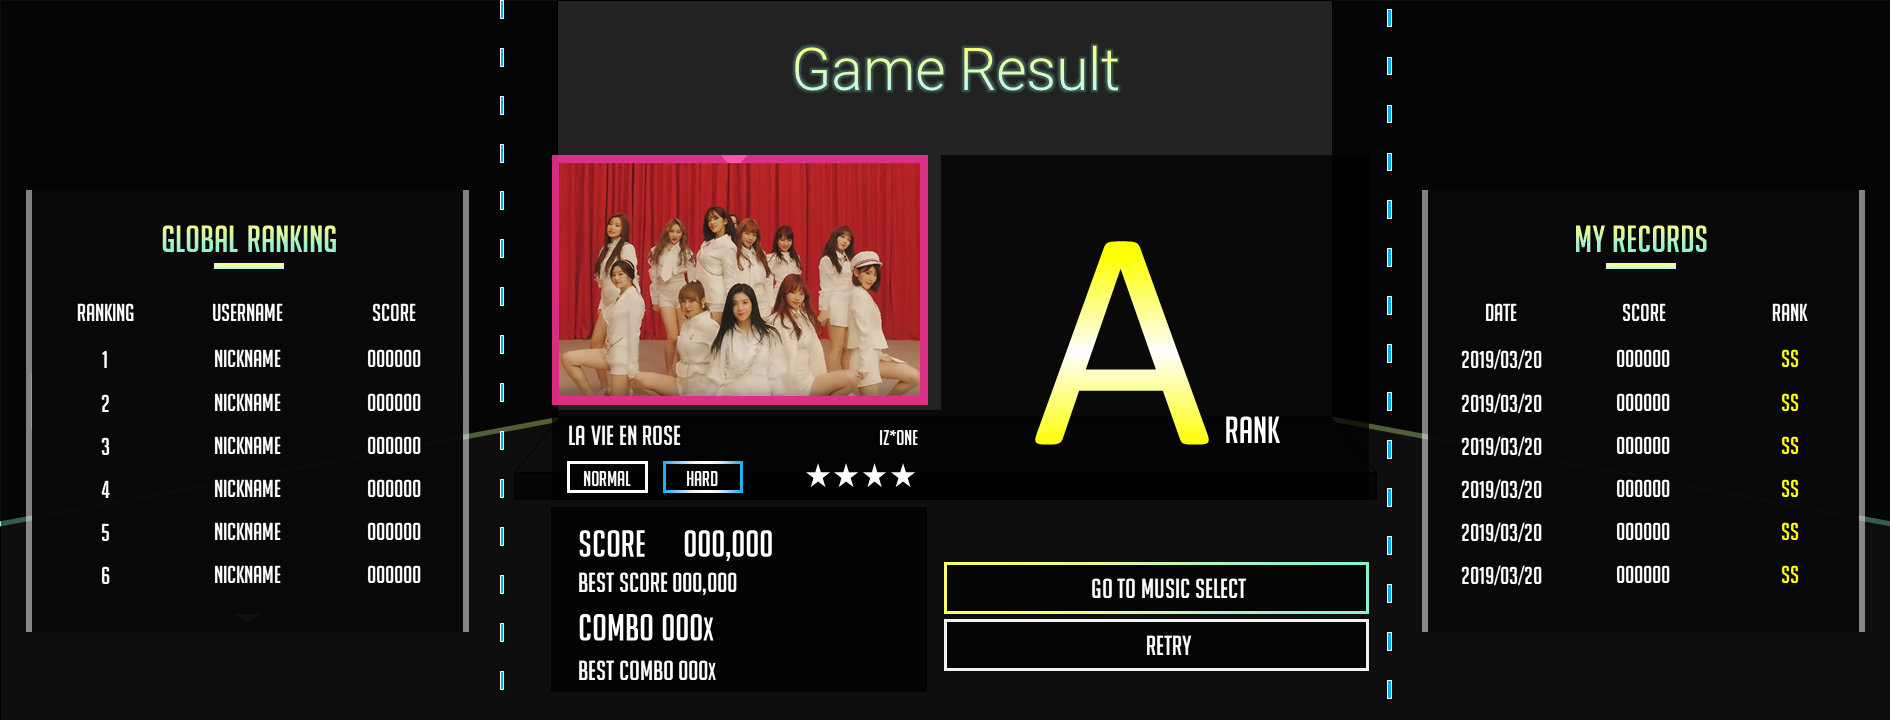 Game Result
GLOBAL RANKING
RANKING USERNAME SCORE
1 NICKNAME 000000
2 NICKNAME 000000
3 NICKNAME 000000
4 NICKNAME 000000
5 NICKNAME 000000
6 NICKNAME 000000
LA VIE EN ROSE IZ*ONE
NORMAL HARD ★★★★
SCORE 000,000
BEST SCORE 000,000
COMBO 000X
BEST COMBO 000X
A RANK
GO TO MUSIC SELECT
RETRY
MY RECORDS
DATE SCORE RANK
2019/03/20 000000 SS
2019/03/20 000000 SS
2019/03/20 000000 SS
2019/03/20 000000 SS
2019/03/20 000000 SS
2019/03/20 000000 SS